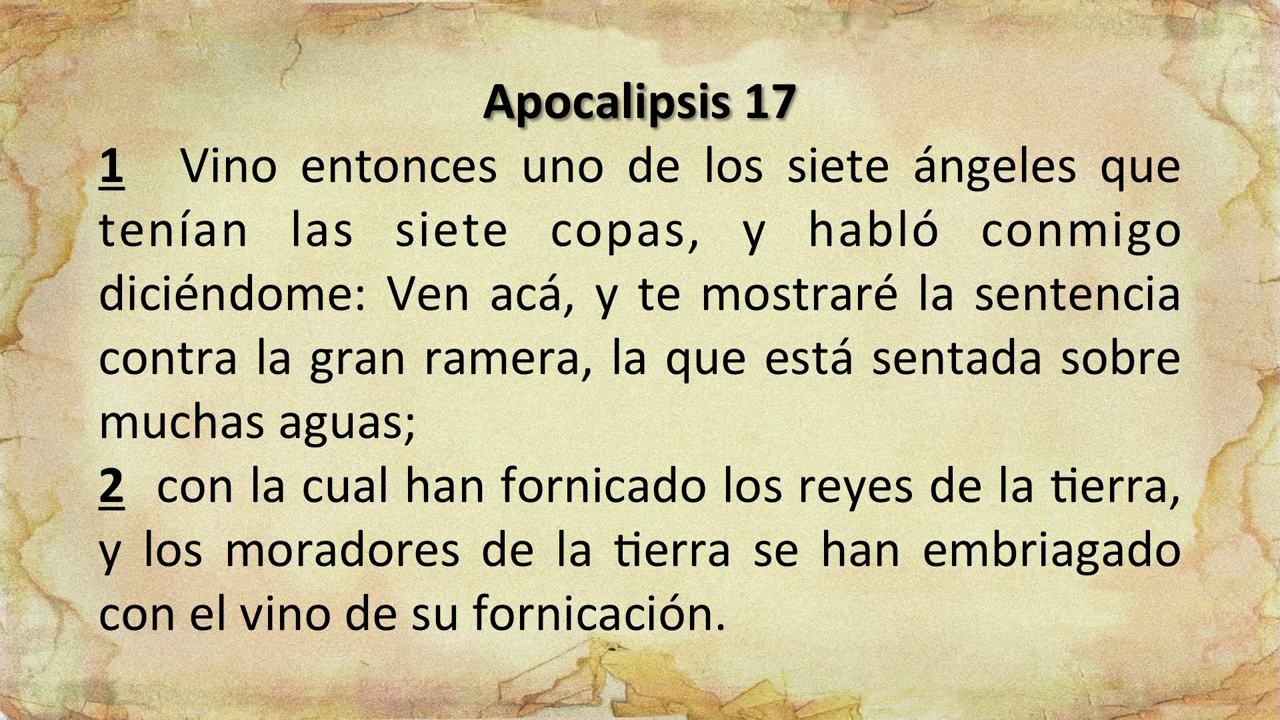 Apocalipsis 17
1 Vino entonces uno de los siete ángeles que
tenían las siete copas, y habló conmigo
diciéndome: Ven acá, y te mostraré la sentencia
contra la gran ramera, la que está sentada sobre
muchas aguas;
2 con la cual han fornicado los reyes de la tierra,
y los moradores de la tierra se han embriagado
con el vino de su fornicación.